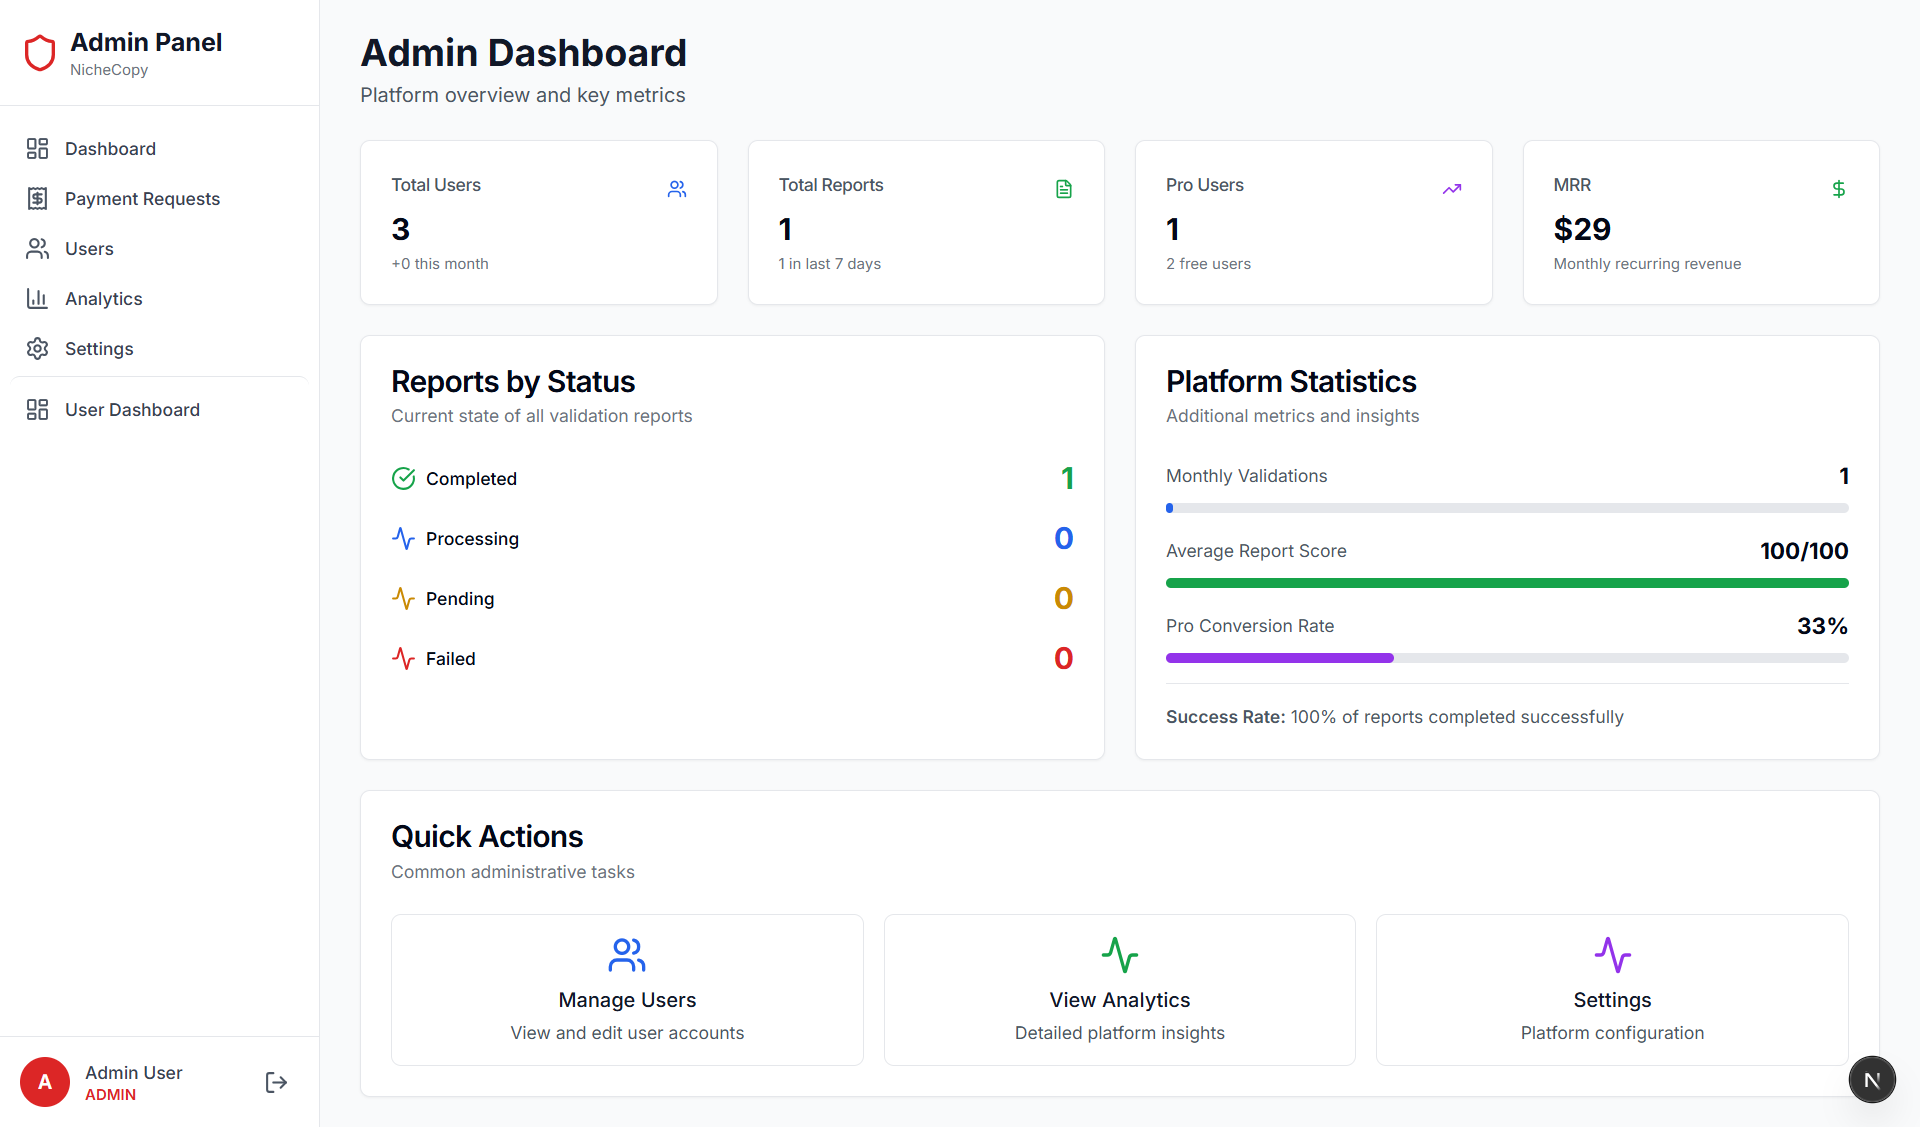 Admin Panel
NicheCopy
Dashboard
Payment Requests
Users
Analytics
Settings
User Dashboard
A
Admin User
ADMIN
Admin Dashboard
Platform overview and key metrics
Total Users
3
+0 this month
Total Reports
1
1 in last 7 days
Pro Users
1
2 free users
MRR
$29
Monthly recurring revenue
Reports by Status
Current state of all validation reports
Completed 1
Processing 0
Pending 0
Failed 0
Platform Statistics
Additional metrics and insights
Monthly Validations 1
Average Report Score 100/100
Pro Conversion Rate 33%
Success Rate: 100% of reports completed successfully
Quick Actions
Common administrative tasks
Manage Users
View and edit user accounts
View Analytics
Detailed platform insights
Settings
Platform configuration
N